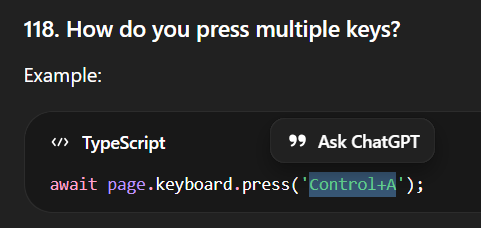 118. How do you press multiple keys?
Example:
</> TypeScript
Ask ChatGPT
await page.keyboard.press('Control+A');